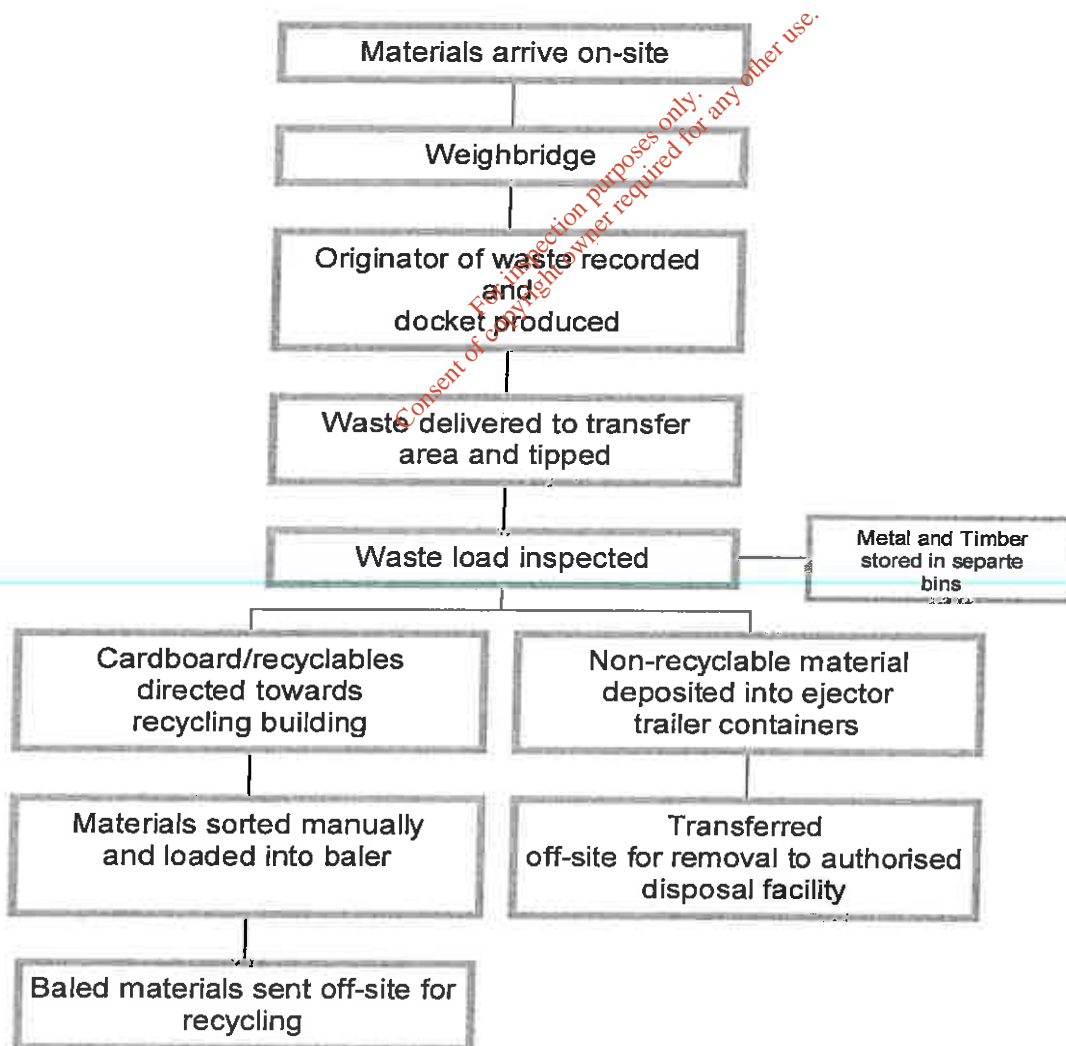 Materials arrive on-site
Weighbridge
Originator of waste recorded
and
docket produced
Waste delivered to transfer
area and tipped
Waste load inspected
Metal and Timber
stored in separte
bins
Cardboard/recyclables
directed towards
recycling building
Non-recyclable material
deposited into ejector
trailer containers
Materials sorted manually
and loaded into baler
Transferred
off-site for removal to authorised
disposal facility
Baled materials sent off-site for
recycling
For inspection purposes only.
Consent of copyright owner required for any other use.